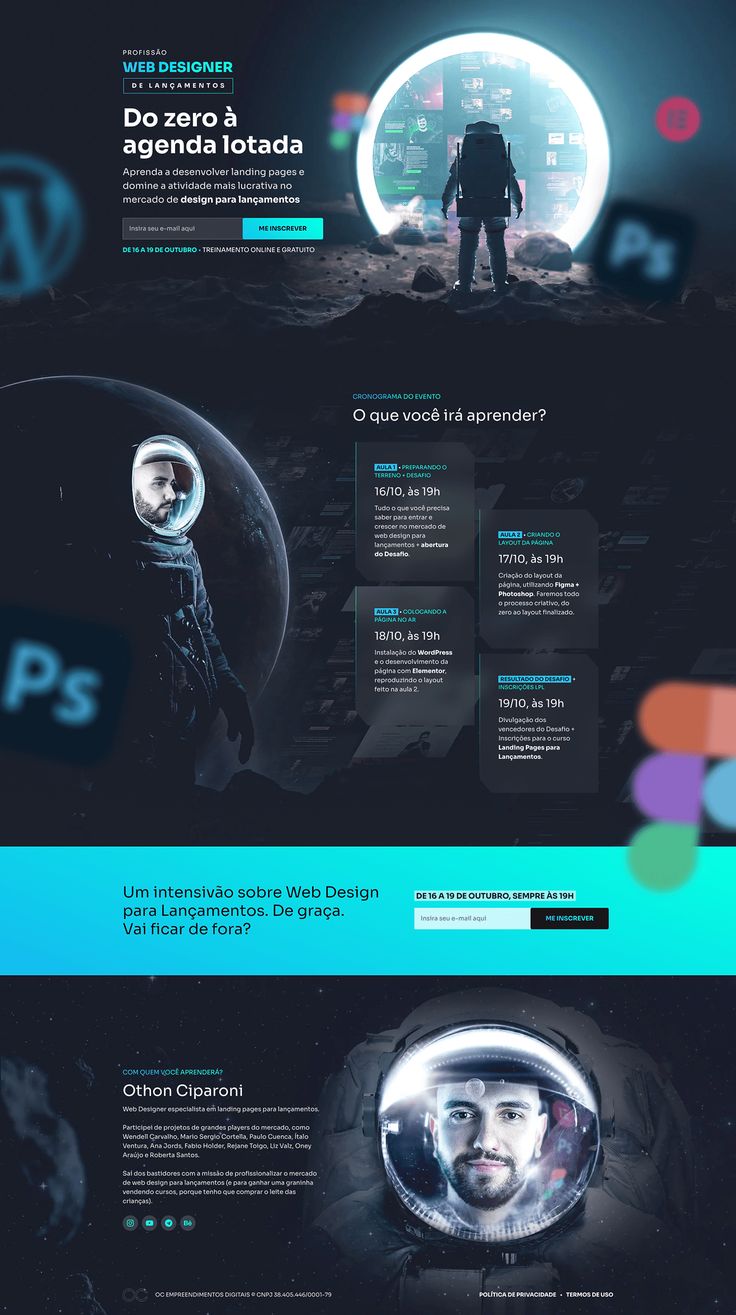 PROFISSÃO
WEB DESIGNER
DE LANÇAMENTOS
Do zero à
agenda lotada
Aprenda a desenvolver landing pages e
domine a atividade mais lucrativa no
mercado de design para lançamentos
Insira seu e-mail aqui
ME INSCREVER
DE 16 A 19 DE OUTUBRO • TREINAMENTO ONLINE E GRATUITO
W
Ps
CRONOGRAMA DO EVENTO
O que você irá aprender?
AULA 1 • PREPARANDO O
TERRENO + DESAFIO
16/10, às 19h
Tudo o que você precisa
saber para entrar e
crescer no mercado de
web design para
lançamentos + abertura
do Desafio.
AULA 2 • CRIANDO O
LAYOUT DA PÁGINA
17/10, às 19h
Criação do layout da
página, utilizando Figma +
Photoshop. Faremos todo
o processo criativo, do
zero ao layout finalizado.
AULA 3 • COLOCANDO A
PÁGINA NO AR
18/10, às 19h
Instalação do WordPress
e o desenvolvimento da
página com Elementor,
reproduzindo o layout
feito na aula 2.
RESULTADO DO DESAFIO +
INSCRIÇÕES LPL
19/10, às 19h
Divulgação dos
vencedores do Desafio +
Inscrições para o curso
Landing Pages para
Lançamentos.
Ps
Um intensivão sobre Web Design
para Lançamentos. De graça.
Vai ficar de fora?
DE 16 A 19 DE OUTUBRO, SEMPRE ÀS 19H
Insira seu e-mail aqui
ME INSCREVER
COM QUEM VOCÊ APRENDERÁ?
Othon Ciparoni
Web Designer especialista em landing pages para lançamentos.
Participei de projetos de grandes players do mercado, como
Wendell Carvalho, Mario Sergio Cortella, Paulo Cuenca, Ítalo
Ventura, Ana Jords, Fabio Holder, Rejane Toigo, Liz Valz, Oney
Araújo e Roberta Santos.
Saí dos bastidores com a missão de profissionalizar o mercado
de web design para lançamentos (e para ganhar uma graninha
vendendo cursos, porque tenho que comprar o leite das
crianças).
Bē
OC EMPREENDIMENTOS DIGITAIS © CNPJ 38.405.446/0001-79
POLÍTICA DE PRIVACIDADE • TERMOS DE USO